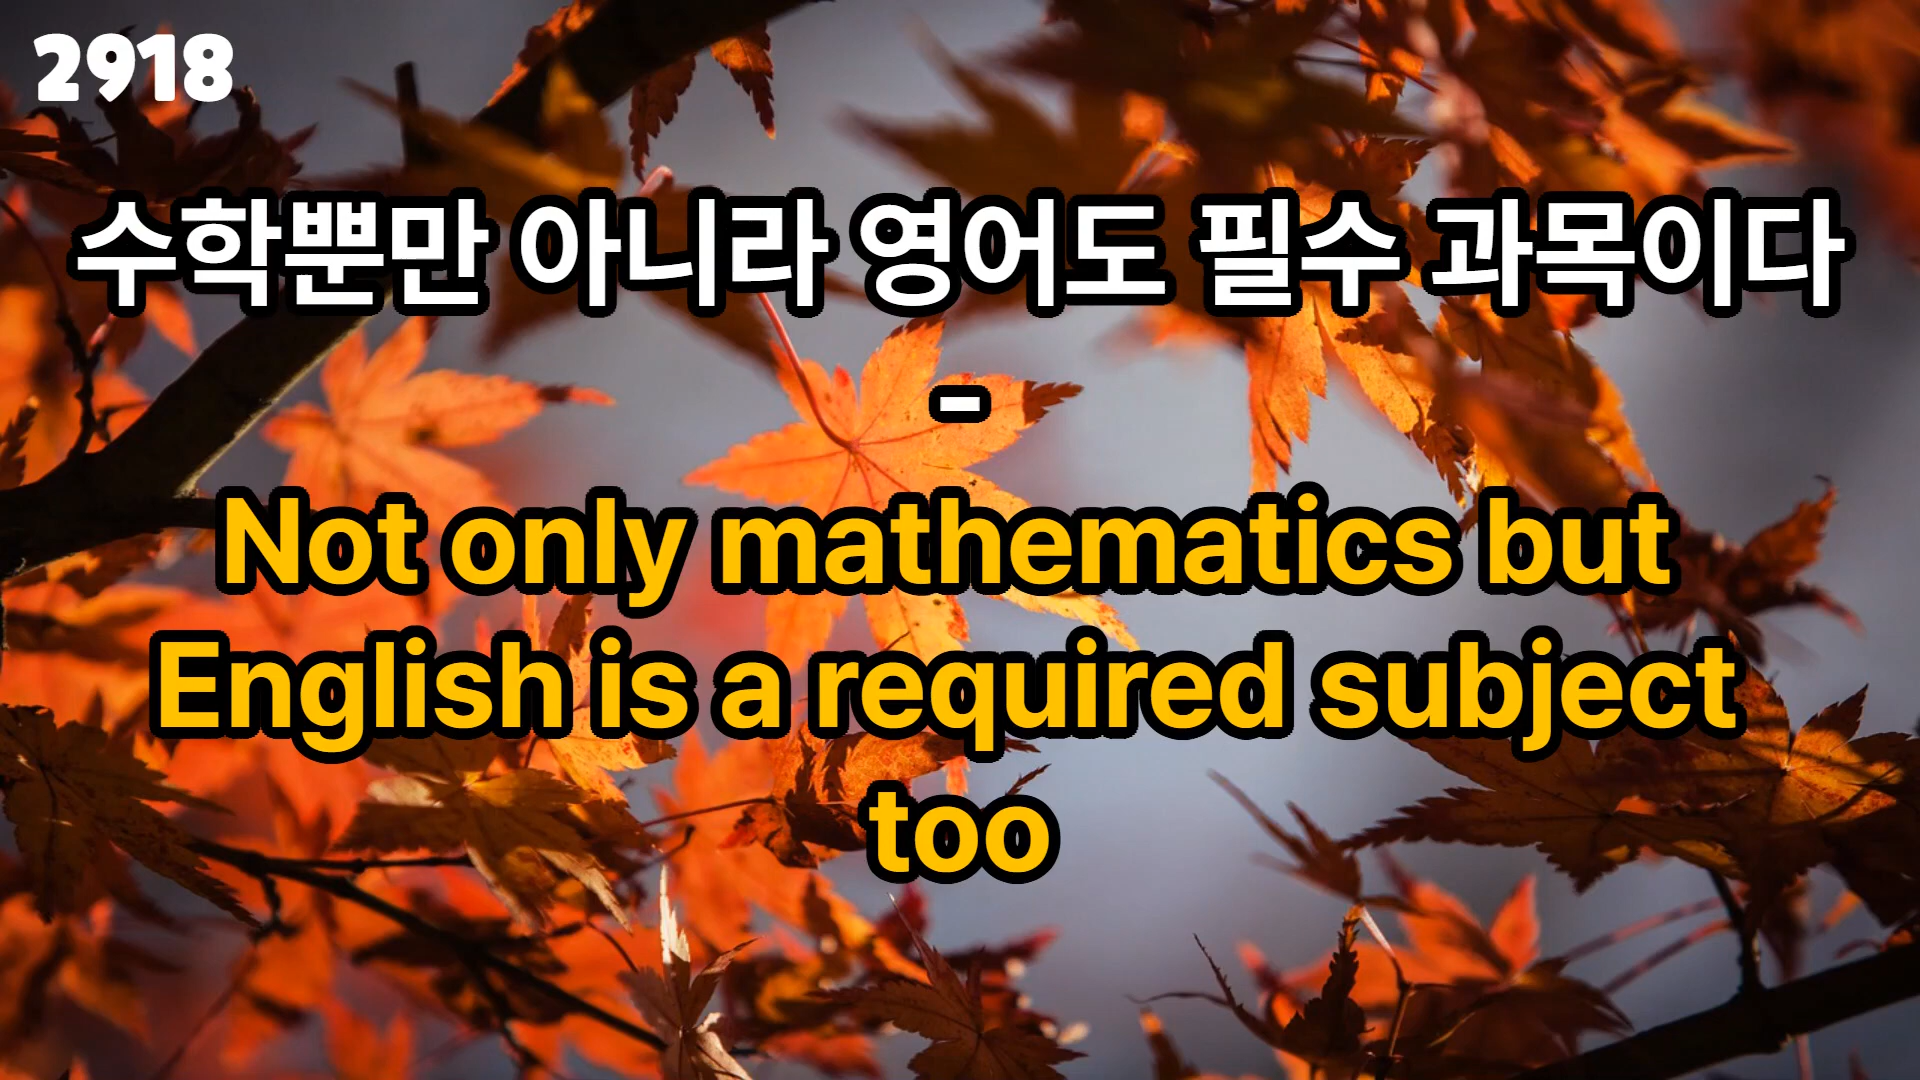 2918
수학뿐만 아니라 영어도 필수 과목이다
-
Not only mathematics but
English is a required subject
too